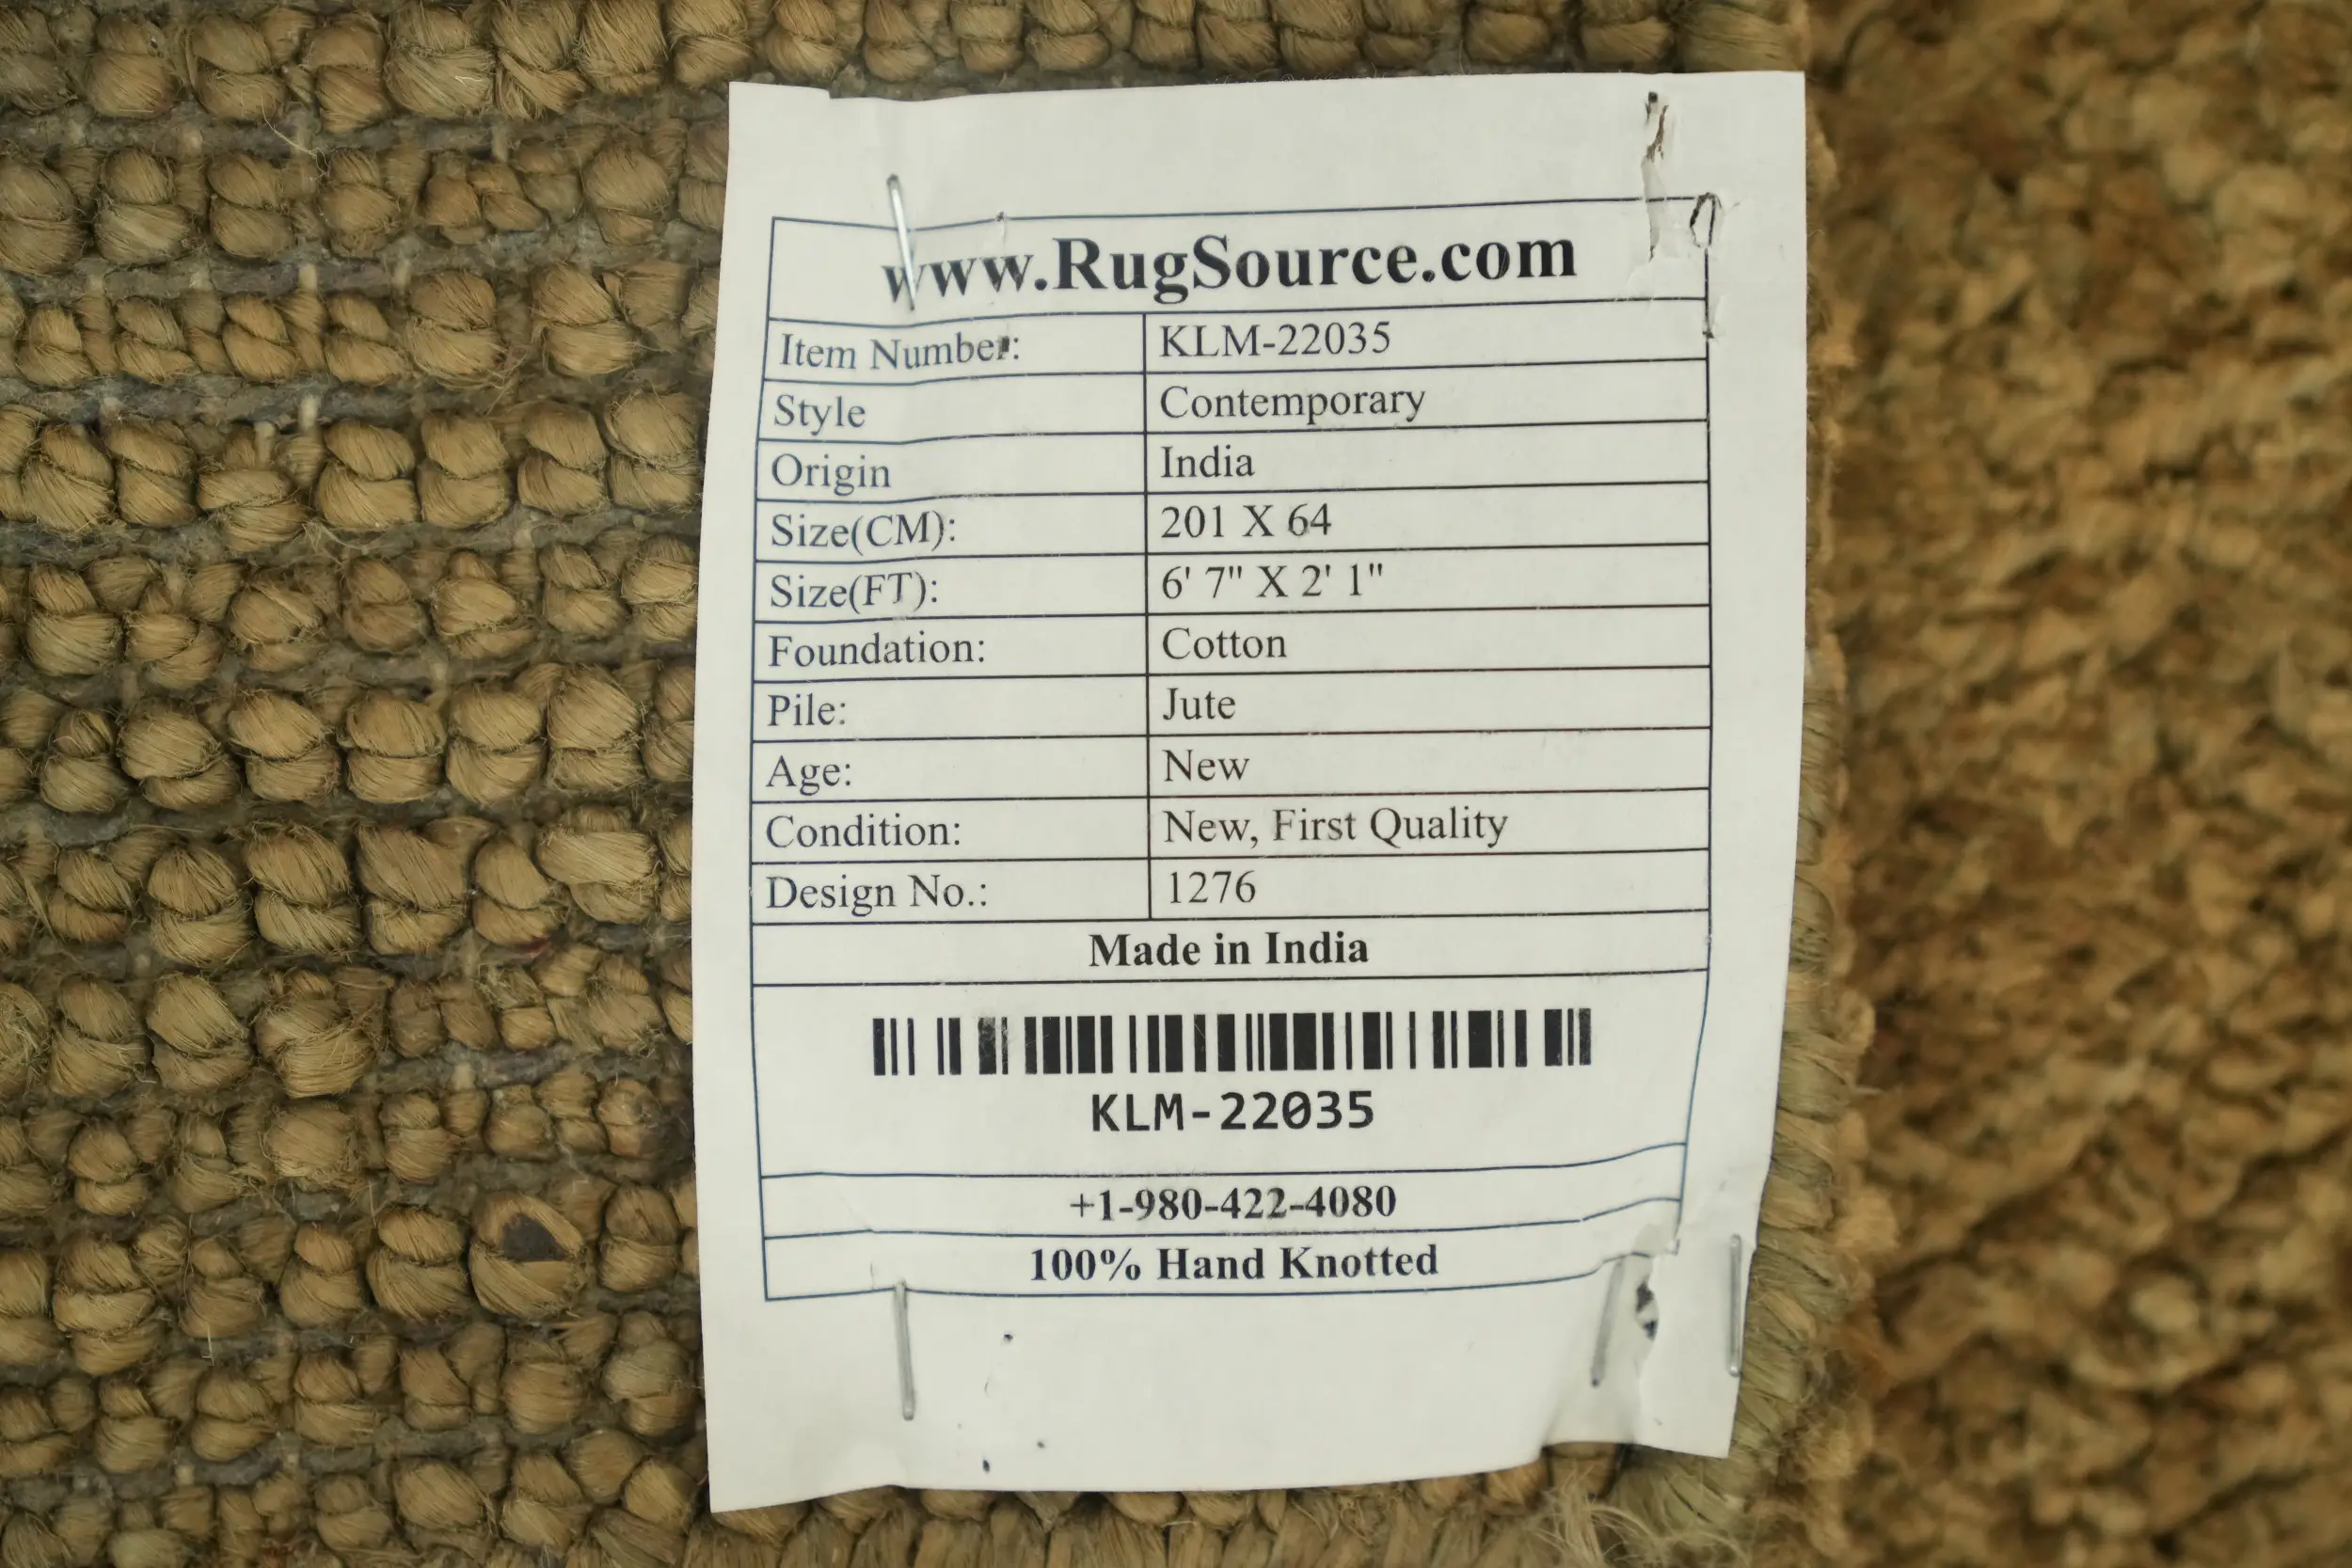 www.RugSource.com
Item Number: KLM-22035
Style Contemporary
Origin India
Size(CM): 201 X 64
Size(FT): 6' 7" X 2' 1"
Foundation: Cotton
Pile: Jute
Age: New
Condition: New, First Quality
Design No.: 1276
Made in India
KLM-22035
+1-980-422-4080
100% Hand Knotted